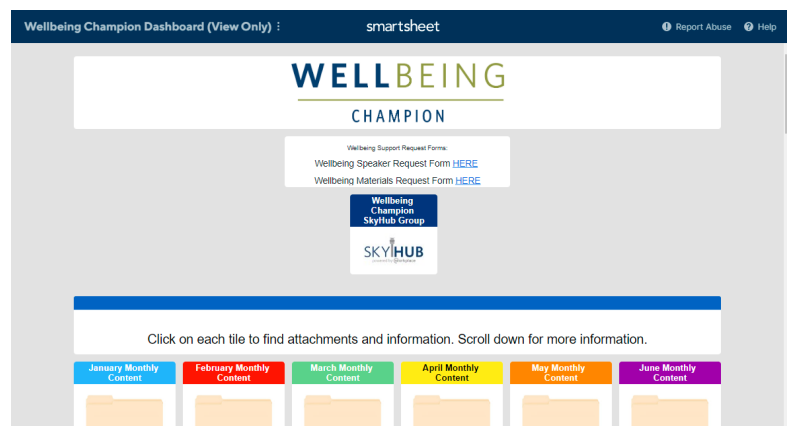 Wellbeing Champion Dashboard (View Only)
smartsheet
Report Abuse
Help
WELLBEING
CHAMPION
Wellbeing Support Request Forms:
Wellbeing Speaker Request Form HERE
Wellbeing Materials Request Form HERE
Wellbeing
Champion
SkyHub Group
SKYHUB
powered by
Click on each tile to find attachments and information. Scroll down for more information.
January Monthly
Content
February Monthly
Content
March Monthly
Content
April Monthly
Content
May Monthly
Content
June Monthly
Content